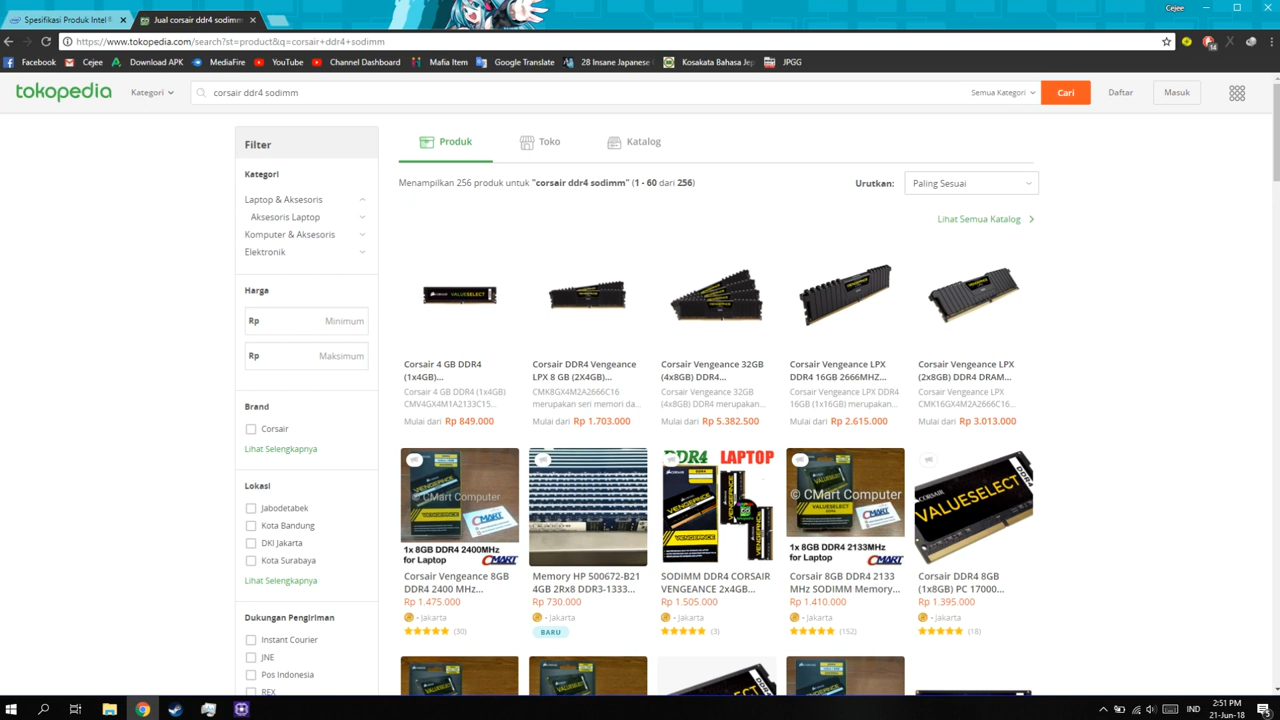 Spesifikasi Produk Intel
Jual corsair ddr4 sodimm
Cejee
https://www.tokopedia.com/search?st=product&q=corsair+ddr4+sodimm
14
Facebook
Cejee
Download APK
MediaFire
YouTube
Channel Dashboard
Mafia Item
Google Translate
28 Insane Japanese
Kosakata Bahasa Jep
JPGG
tokopedia
Kategori
corsair ddr4 sodimm
Semua Kategori
Cari
Daftar
Masuk
Filter
Kategori
Laptop & Aksesoris
Aksesoris Laptop
Komputer & Aksesoris
Elektronik
Harga
Rp Minimum
Rp Maksimum
Brand
Corsair
Lihat Selengkapnya
Lokasi
Jabodetabek
Kota Bandung
DKI Jakarta
Kota Surabaya
Lihat Selengkapnya
Dukungan Pengiriman
Instant Courier
JNE
Pos Indonesia
REX
Produk
Toko
Katalog
Menampilkan 256 produk untuk "corsair ddr4 sodimm" (1 - 60 dari 256)
Urutkan:
Paling Sesuai
Lihat Semua Katalog
VALUESELECT
Corsair 4 GB DDR4
(1x4GB)...
Corsair 4 GB DDR4 (1x4GB)
CMV4GX4M1A2133C15...
Mulai dari Rp 849.000
Corsair DDR4 Vengeance
LPX 8 GB (2X4GB)...
CMK8GX4M2A2666C16
merupakan seri memori da...
Mulai dari Rp 1.703.000
Corsair Vengeance 32GB
(4x8GB) DDR4...
Corsair Vengeance 32GB
(4x8GB) DDR4 merupakan...
Mulai dari Rp 5.382.500
Corsair Vengeance LPX
DDR4 16GB 2666MHZ...
Corsair Vengeance LPX DDR4
16GB (1x16GB) merupakan...
Mulai dari Rp 2.615.000
Corsair Vengeance LPX
(2x8GB) DDR4 DRAM...
Corsair Vengeance LPX
CMK16GX4M2A2666C16...
Mulai dari Rp 3.013.000
© CMart Computer
1x 8GB DDR4 2400MHz
for Laptop
CMART
Corsair Vengeance 8GB
DDR4 2400 MHz...
Rp 1.475.000
Jakarta
(30)
Memory HP 500672-B21
4GB 2Rx8 DDR3-1333...
Rp 730.000
Jakarta
BARU
DDR4 LAPTOP
VENGEANCE
SODIMM DDR4 CORSAIR
VENGEANCE 2x4GB...
Rp 1.505.000
Jakarta
(3)
© CMart Computer
VALUESELECT
1x 8GB DDR4 2133MHz
for Laptop
CMART
Corsair 8GB DDR4 2133
MHz SODIMM Memory...
Rp 1.410.000
Jakarta
(152)
CORSAIR
VALUESELECT
DDR4
Corsair DDR4 8GB
(1x8GB) PC 17000...
Rp 1.395.000
Jakarta
(18)
IND
2:51 PM
21-Jun-18